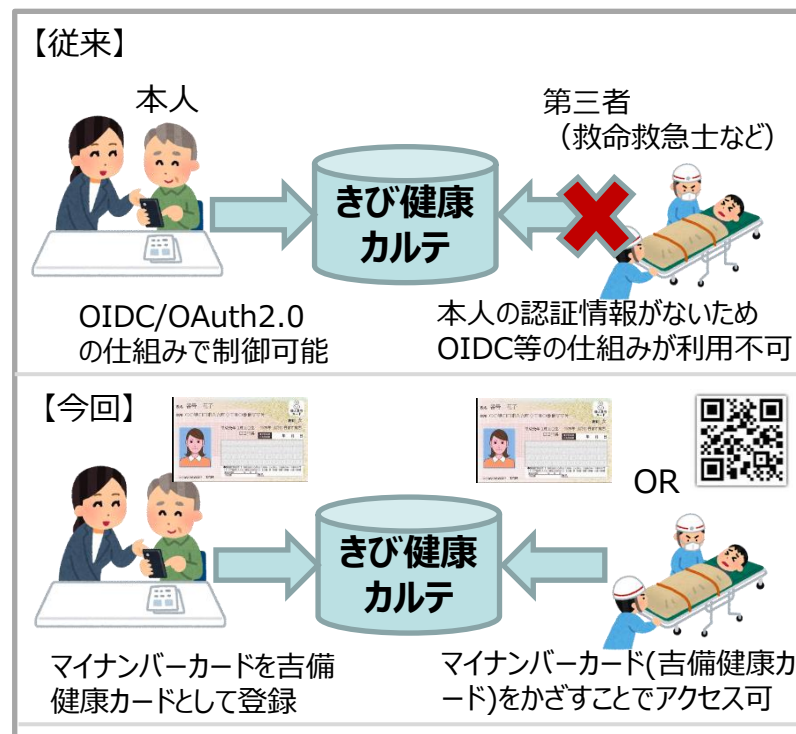 【従来】
本人
第三者
（救命救急士など）
きび健康
カルテ
OIDC/OAuth2.0
の仕組みで制御可能
本人の認証情報がないため
OIDC等の仕組みが利用不可
【今回】
OR
きび健康
カルテ
マイナンバーカードを吉備
健康カードとして登録
マイナンバーカード(吉備健康カ
ード)をかざすことでアクセス可